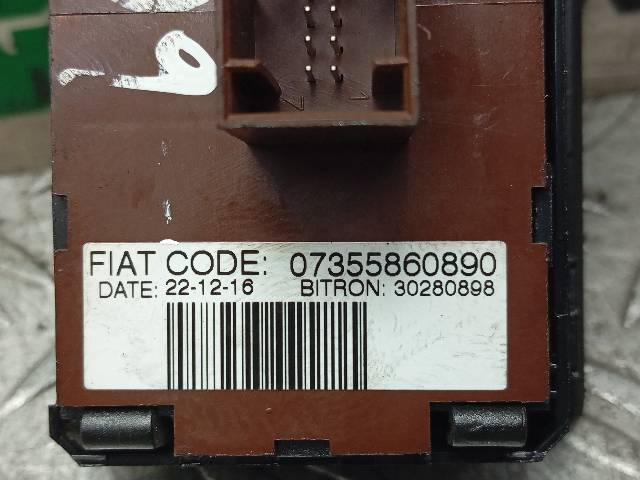 FIAT CODE: 07355860890
DATE: 22-12-16 BITRON: 30280898